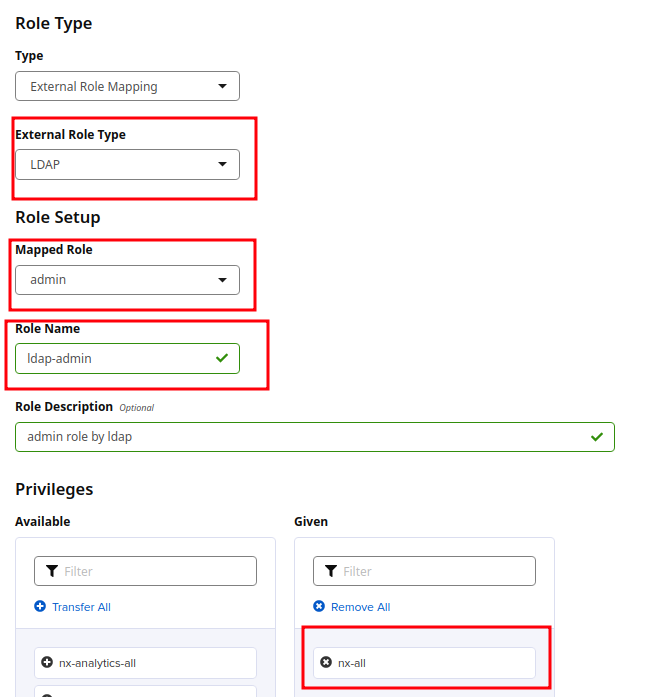 Role Type
Type
External Role Mapping
External Role Type
LDAP
Role Setup
Mapped Role
admin
Role Name
ldap-admin
Role Description Optional
admin role by ldap
Privileges
Available
Given
Filter
Filter
Transfer All
Remove All
nx-analytics-all
nx-all